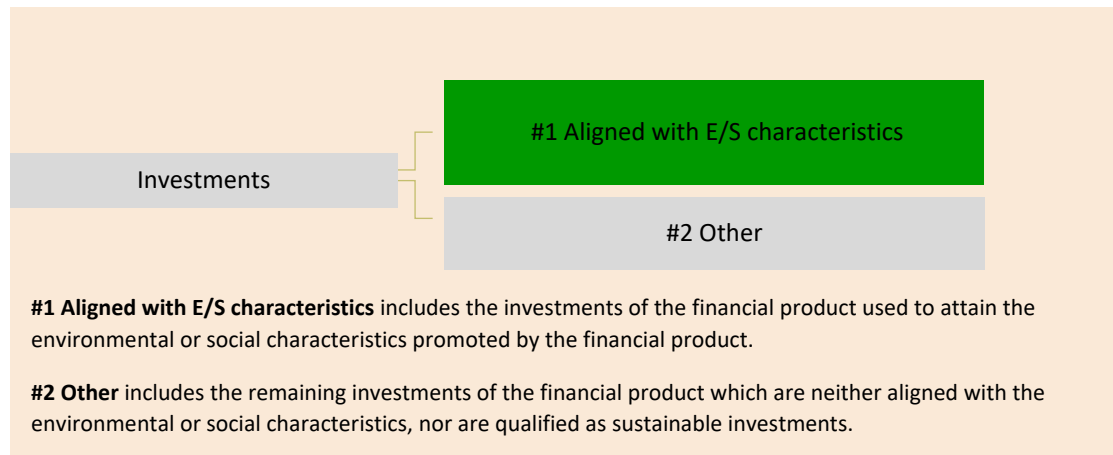 #1 Aligned with E/S characteristics
Investments
#2 Other
#1 Aligned with E/S characteristics includes the investments of the financial product used to attain the
environmental or social characteristics promoted by the financial product.
#2 Other includes the remaining investments of the financial product which are neither aligned with the
environmental or social characteristics, nor are qualified as sustainable investments.